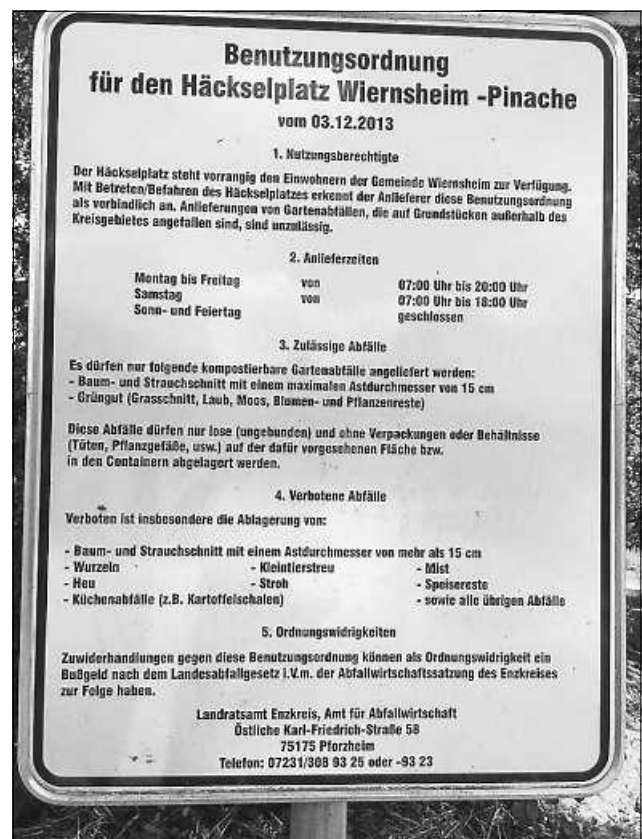 Benutzungsordnung
für den Häckselplatz Wiernsheim -Pinache
vom 03.12.2013
1. Nutzungsberechtigte
Der Häckselplatz steht vorrangig den Einwohnern der Gemeinde Wiernsheim zur Verfügung.
Mit Betreten/Befahren des Häckselplatzes erkennt der Anlieferer diese Benutzungsordnung
als verbindlich an. Anlieferungen von Gartenabfällen, die auf Grundstücken außerhalb des
Kreisgebietes angefallen sind, sind unzulässig.
2. Anlieferzeiten
Montag bis Freitag von 07:00 Uhr bis 20:00 Uhr
Samstag von 07:00 Uhr bis 18:00 Uhr
Sonn- und Feiertag geschlossen
3. Zulässige Abfälle
Es dürfen nur folgende kompostierbare Gartenabfälle angeliefert werden:
- Baum- und Strauchschnitt mit einem maximalen Astdurchmesser von 15 cm
- Grüngut (Grasschnitt, Laub, Moos, Blumen- und Pflanzenreste)
Diese Abfälle dürfen nur lose (ungebunden) und ohne Verpackungen oder Behältnisse
(Tüten, Pflanzgefäße, usw.) auf der dafür vorgesehenen Fläche bzw.
in den Containern abgelagert werden.
4. Verbotene Abfälle
Verboten ist insbesondere die Ablagerung von:
- Baum- und Strauchschnitt mit einem Astdurchmesser von mehr als 15 cm
- Wurzeln - Kleintierstreu - Mist
- Heu - Stroh - Speisereste
- Küchenabfälle (z.B. Kartoffelschalen) - sowie alle übrigen Abfälle
5. Ordnungswidrigkeiten
Zuwiderhandlungen gegen diese Benutzungsordnung können als Ordnungswidrigkeit ein
Bußgeld nach dem Landesabfallgesetz i.V.m. der Abfallwirtschaftssatzung des Enzkreises
zur Folge haben.
Landratsamt Enzkreis, Amt für Abfallwirtschaft
Östliche Karl-Friedrich-Straße 58
75175 Pforzheim
Telefon: 07231/308 93 25 oder -93 23